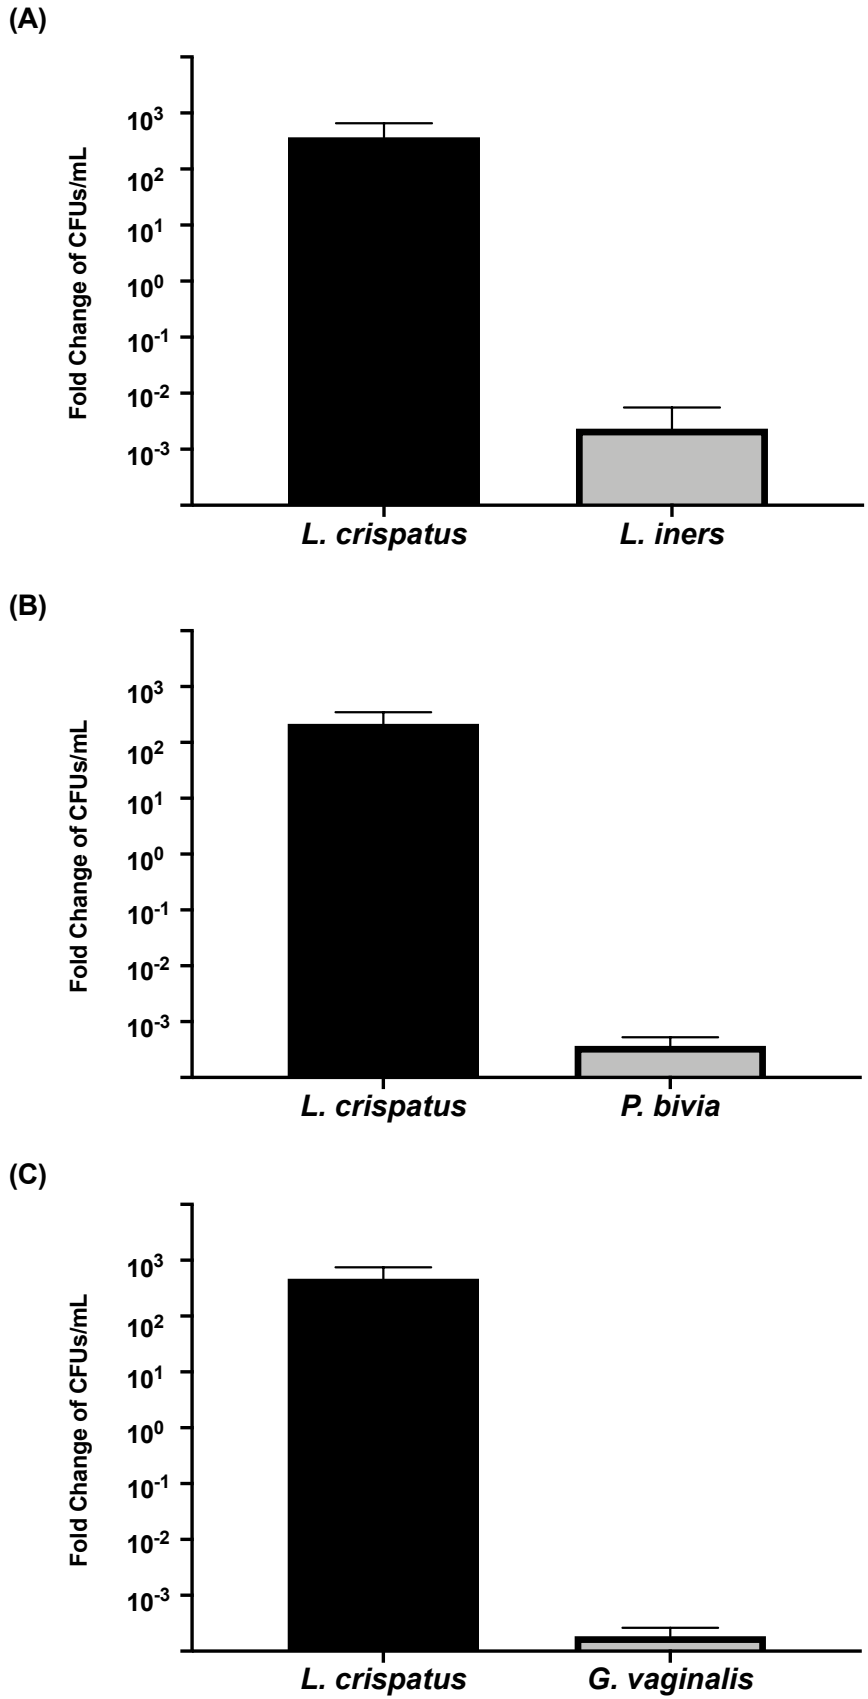 (A)
Fold Change of CFUs/mL
10³
10²
10¹
10⁰
10⁻¹
10⁻²
10⁻³
L. crispatus L. iners
(B)
Fold Change of CFUs/mL
10³
10²
10¹
10⁰
10⁻¹
10⁻²
10⁻³
L. crispatus P. bivia
(C)
Fold Change of CFUs/mL
10³
10²
10¹
10⁰
10⁻¹
10⁻²
10⁻³
L. crispatus G. vaginalis